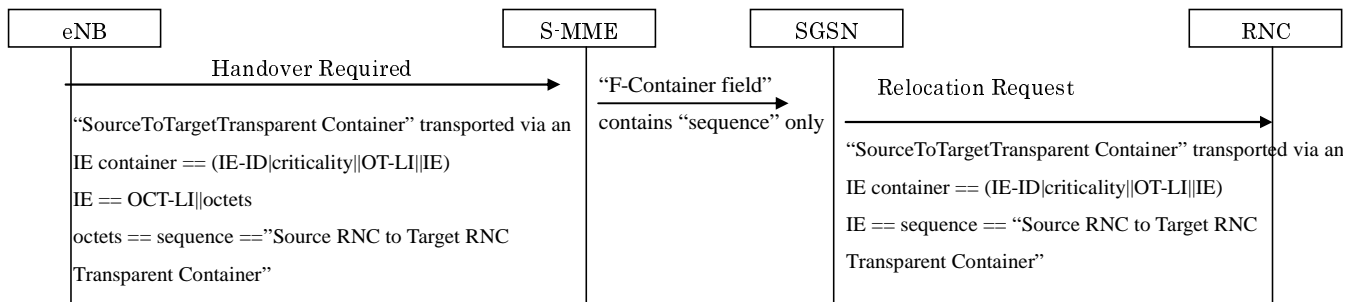 eNB
S-MME
SGSN
RNC
Handover Required
“F-Container field”
contains “sequence” only
Relocation Request
“SourceToTargetTransparent Container” transported via an
IE container == (IE-ID|criticality||OT-LI||IE)
IE == OCT-LI||octets
octets == sequence ==”Source RNC to Target RNC
Transparent Container”
“SourceToTargetTransparent Container” transported via an
IE container == (IE-ID|criticality||OT-LI||IE)
IE == sequence == “Source RNC to Target RNC
Transparent Container”